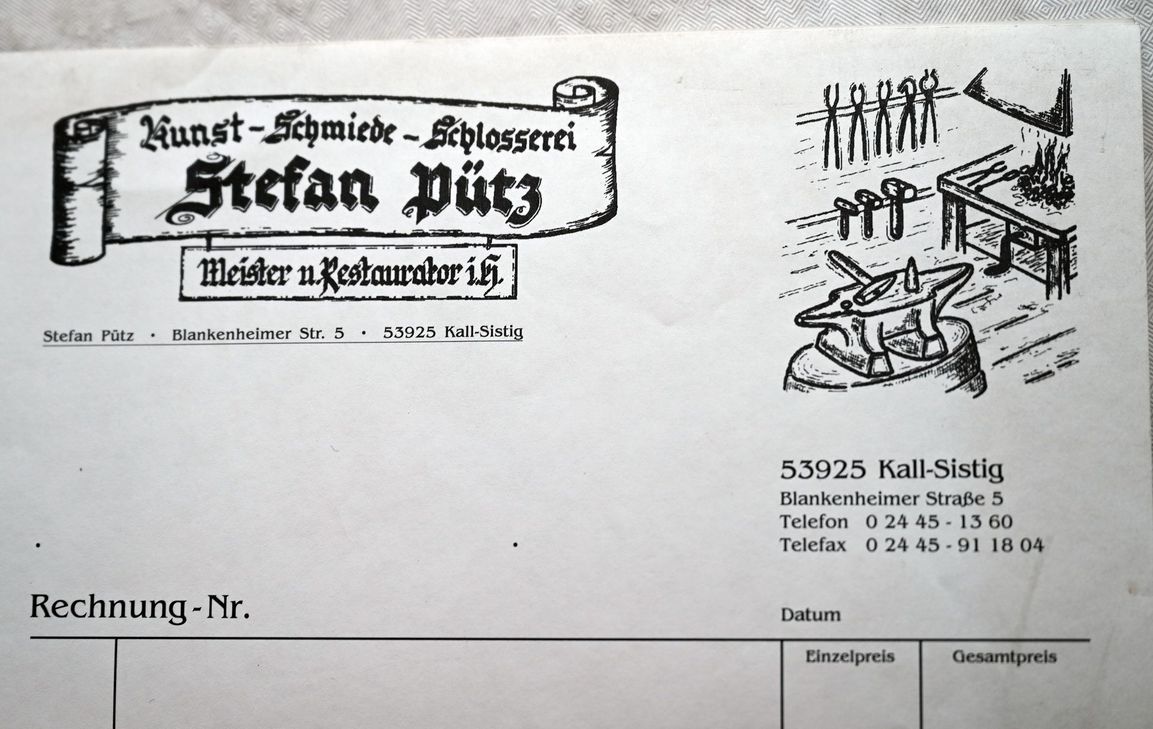 Kunst-Schmiede-Schlosserei
Stefan Pütz
Meister u. Restaurator i.H.
Stefan Pütz · Blankenheimer Str. 5 · 53925 Kall-Sistig
53925 Kall-Sistig
Blankenheimer Straße 5
Telefon 0 24 45 - 13 60
Telefax 0 24 45 - 91 18 04
Rechnung-Nr.
Datum
Einzelpreis Gesamtpreis